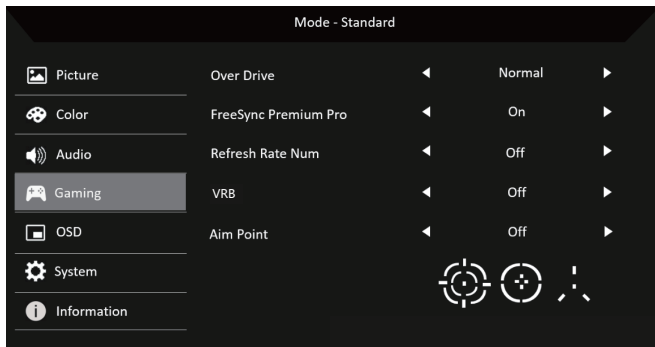 Mode - Standard
Picture
Over Drive Normal
Color
FreeSync Premium Pro On
Audio
Refresh Rate Num Off
Gaming
VRB Off
OSD
Aim Point Off
System
Information